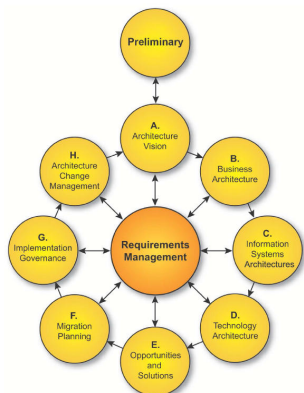 Preliminary
A.
Architecture
Vision
B.
Business
Architecture
C.
Information
Systems
Architectures
D.
Technology
Architecture
E.
Opportunities
and
Solutions
F.
Migration
Planning
G.
Implementation
Governance
H.
Architecture
Change
Management
Requirements
Management